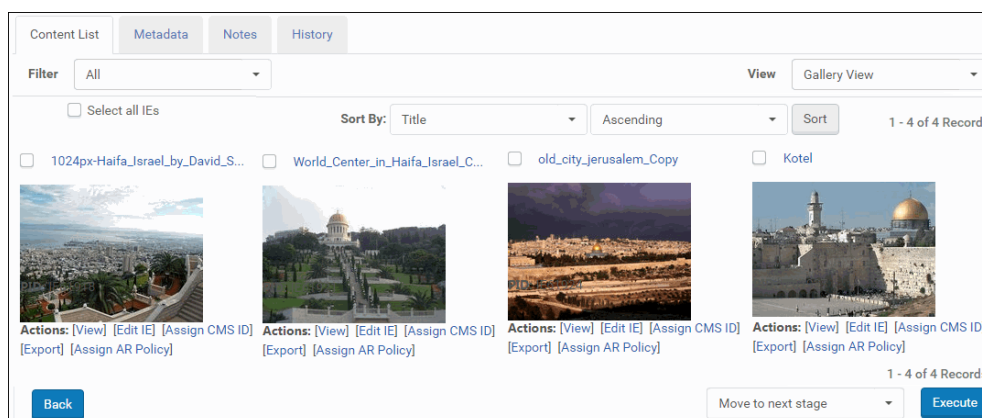 Content List Metadata Notes History
Filter All View Gallery View
Select all IEs Sort By: Title Ascending Sort 1 - 4 of 4 Record
1024px-Haifa_Israel_by_David_S... World_Center_in_Haifa_Israel_C... old_city_jerusalem_Copy Kotel
Actions: [View] [Edit IE] [Assign CMS ID] Actions: [View] [Edit IE] [Assign CMS ID] Actions: [View] [Edit IE] [Assign CMS ID] Actions: [View] [Edit IE] [Assign CMS ID
[Export] [Assign AR Policy] [Export] [Assign AR Policy] [Export] [Assign AR Policy] [Export] [Assign AR Policy]
1 - 4 of 4 Records
Back Move to next stage Execute